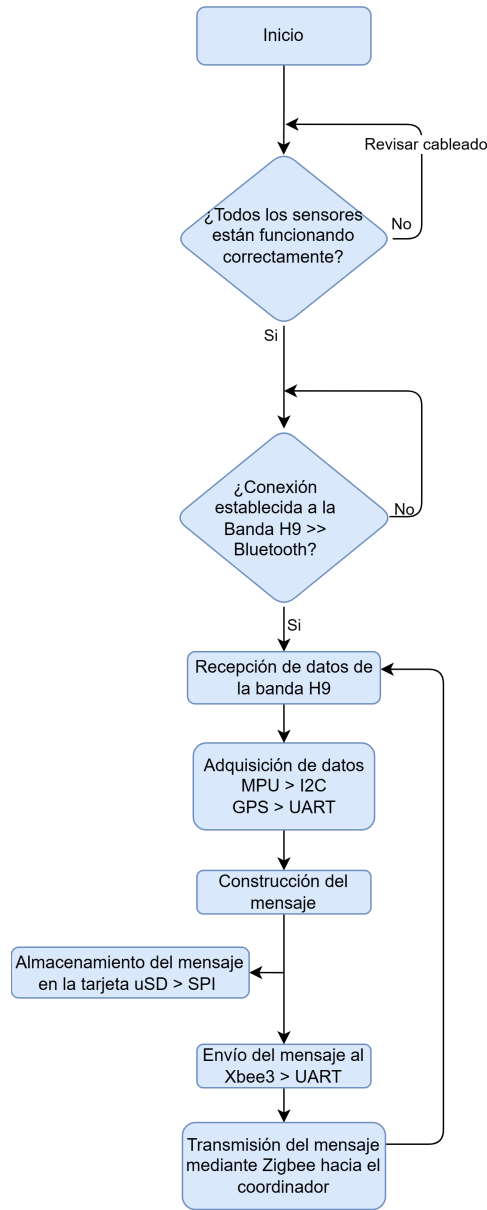 Inicio
Revisar cableado
¿Todos los sensores
están funcionando
correctamente?
No
Si
¿Conexión
establecida a la
Banda H9 >>
Bluetooth?
No
Si
Recepción de datos de
la banda H9
Adquisición de datos
MPU > I2C
GPS > UART
Construcción del
mensaje
Almacenamiento del mensaje
en la tarjeta uSD > SPI
Envío del mensaje al
Xbee3 > UART
Transmisión del mensaje
mediante Zigbee hacia el
coordinador